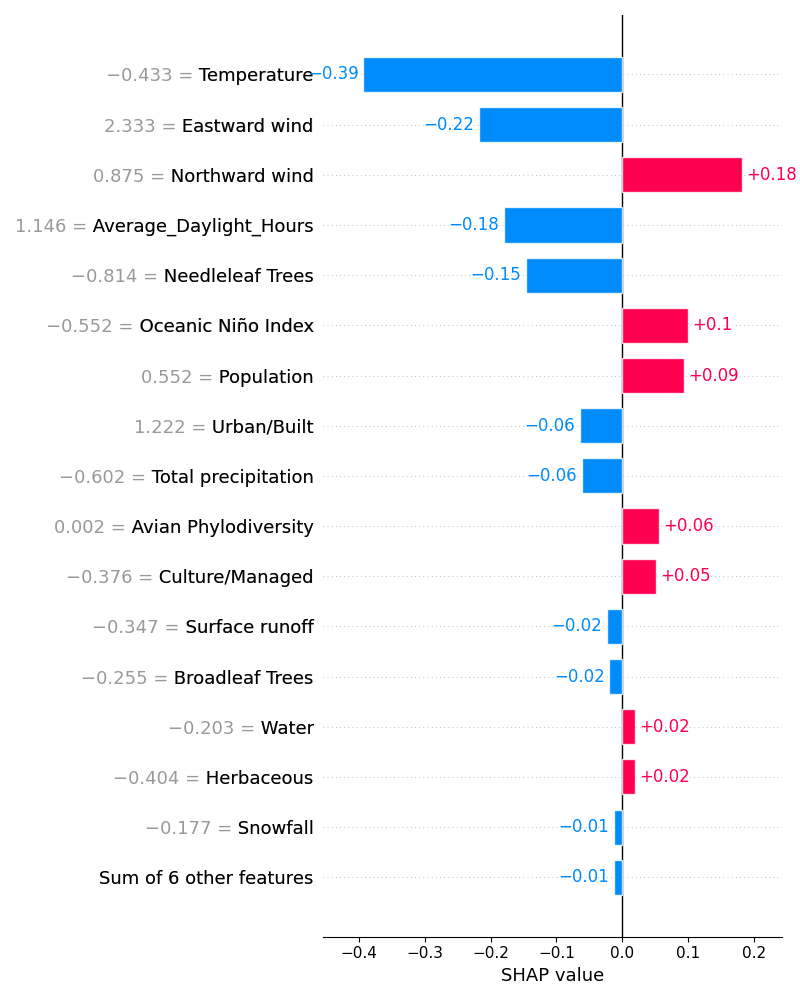 −0.433 = Temperature −0.39
2.333 = Eastward wind −0.22
0.875 = Northward wind +0.18
1.146 = Average_Daylight_Hours −0.18
−0.814 = Needleleaf Trees −0.15
−0.552 = Oceanic Niño Index +0.1
0.552 = Population +0.09
1.222 = Urban/Built −0.06
−0.602 = Total precipitation −0.06
0.002 = Avian Phylodiversity +0.06
−0.376 = Culture/Managed +0.05
−0.347 = Surface runoff −0.02
−0.255 = Broadleaf Trees −0.02
−0.203 = Water +0.02
−0.404 = Herbaceous +0.02
−0.177 = Snowfall −0.01
Sum of 6 other features −0.01
−0.4 −0.3 −0.2 −0.1 0.0 0.1 0.2
SHAP value